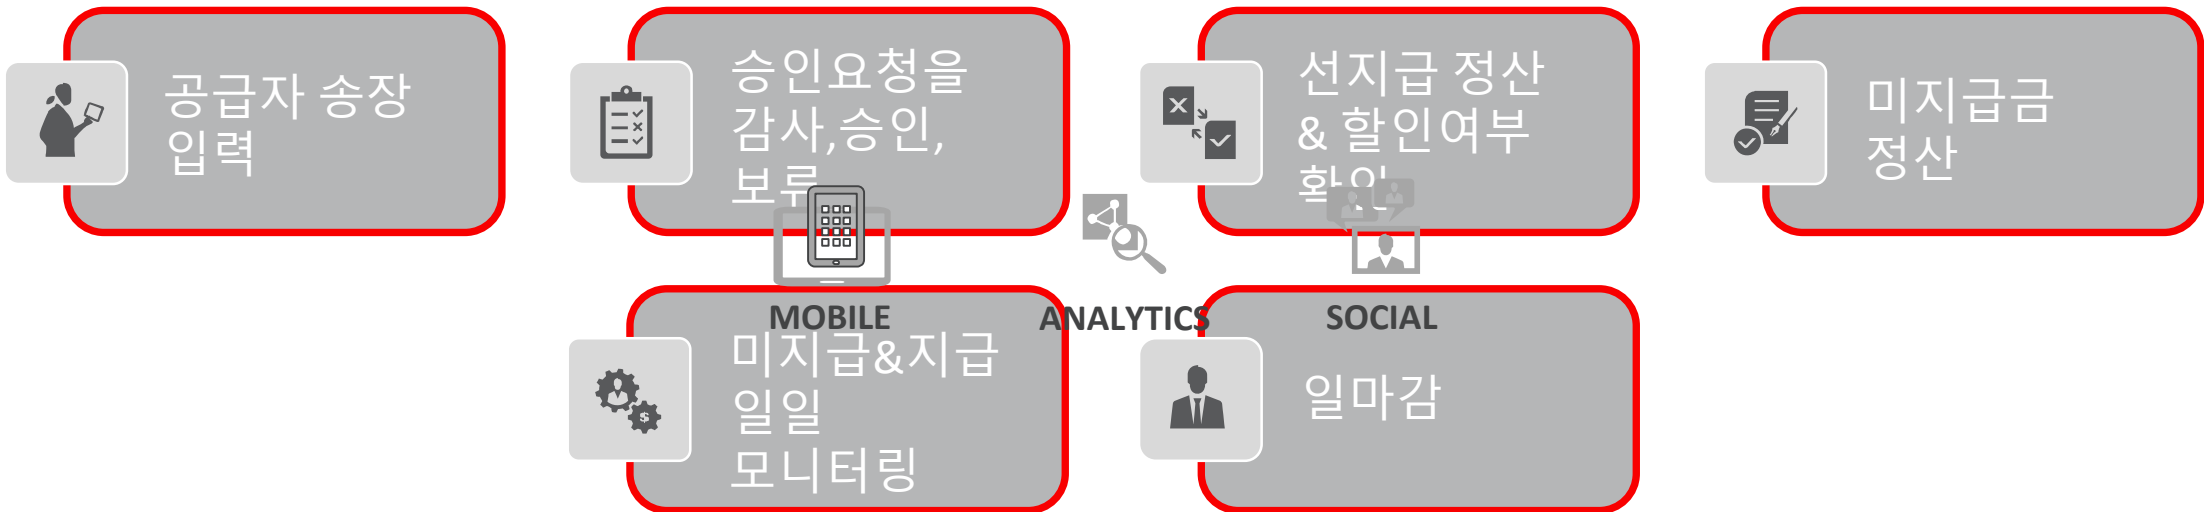 공급자 송장
입력
승인요청을
감사,승인,
보류
선지급 정산
& 할인여부
확인
미지급금
정산
MOBILE
ANALYTICS
SOCIAL
미지급&지급
일일
모니터링
일마감